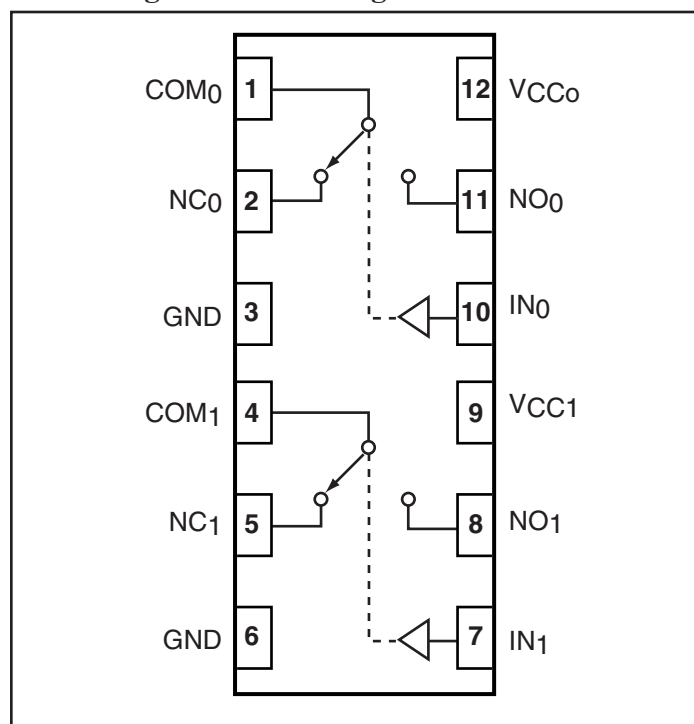 COM0 1 12 VCCo
NC0 2 11 NO0
GND 3 10 IN0
COM1 4 9 VCC1
NC1 5 8 NO1
GND 6 7 IN1